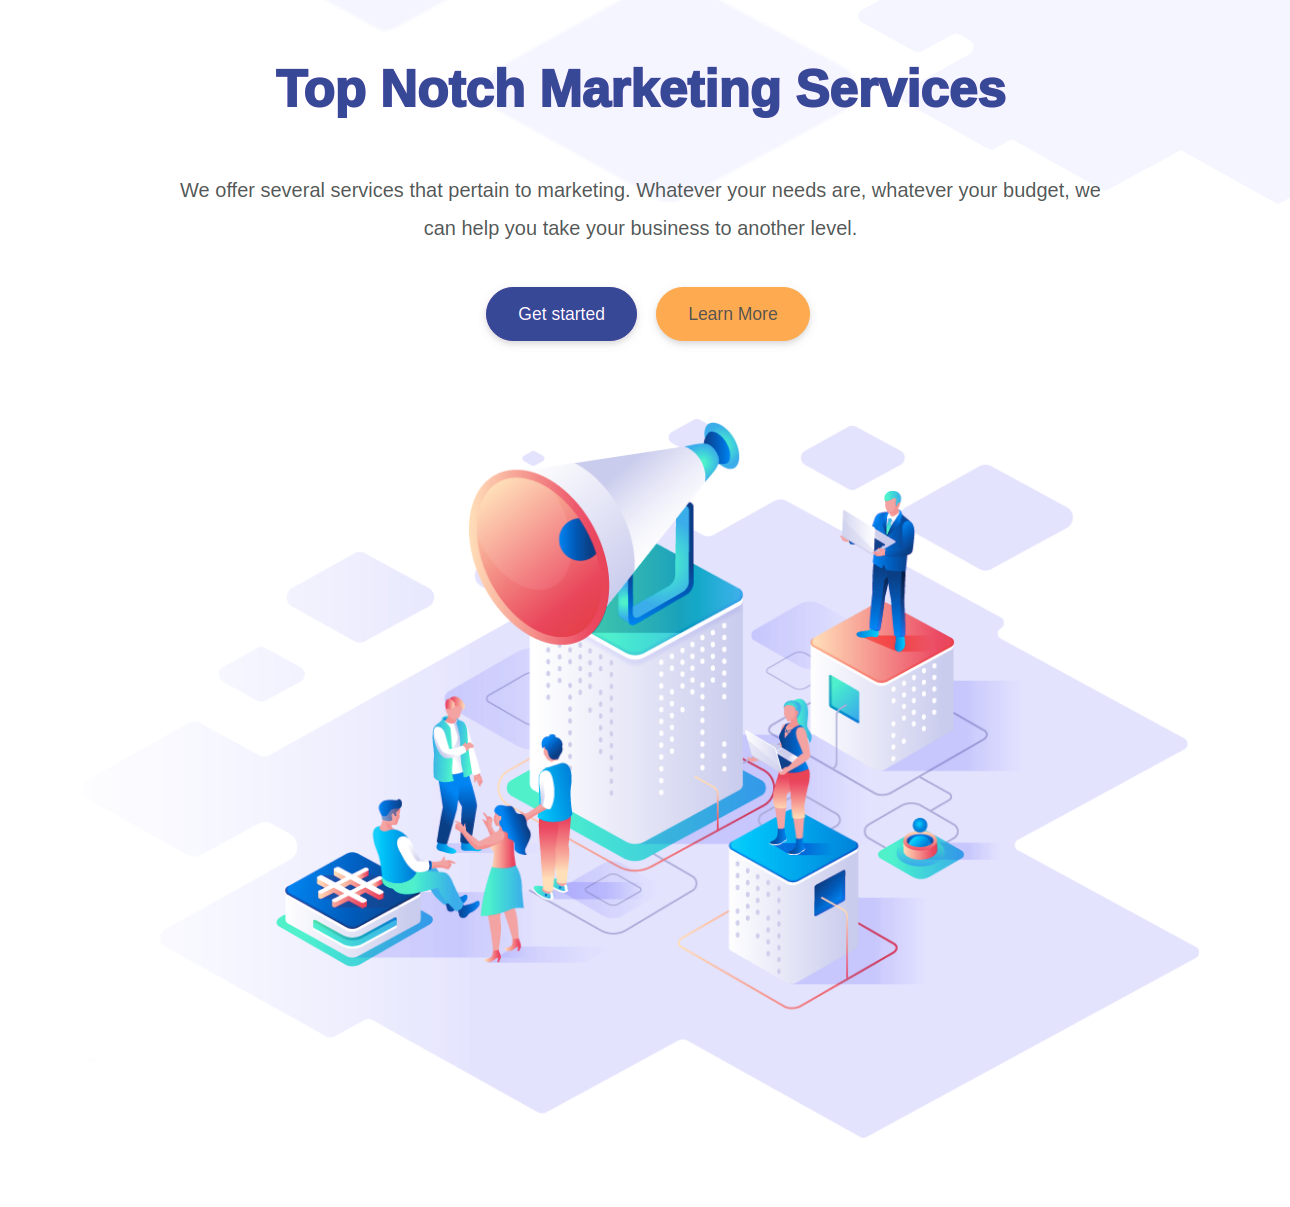 Top Notch Marketing Services
We offer several services that pertain to marketing. Whatever your needs are, whatever your budget, we
can help you take your business to another level.
Get started
Learn More